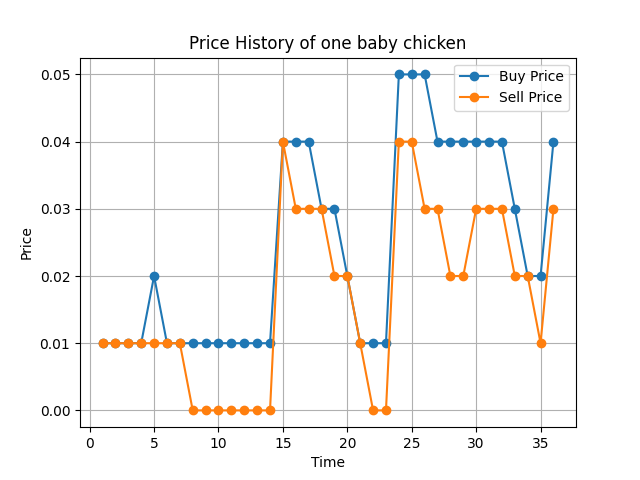 Price History of one baby chicken
Buy Price
Sell Price
0.05
0.04
0.03
0.02
0.01
0.00
Price
0 5 10 15 20 25 30 35
Time